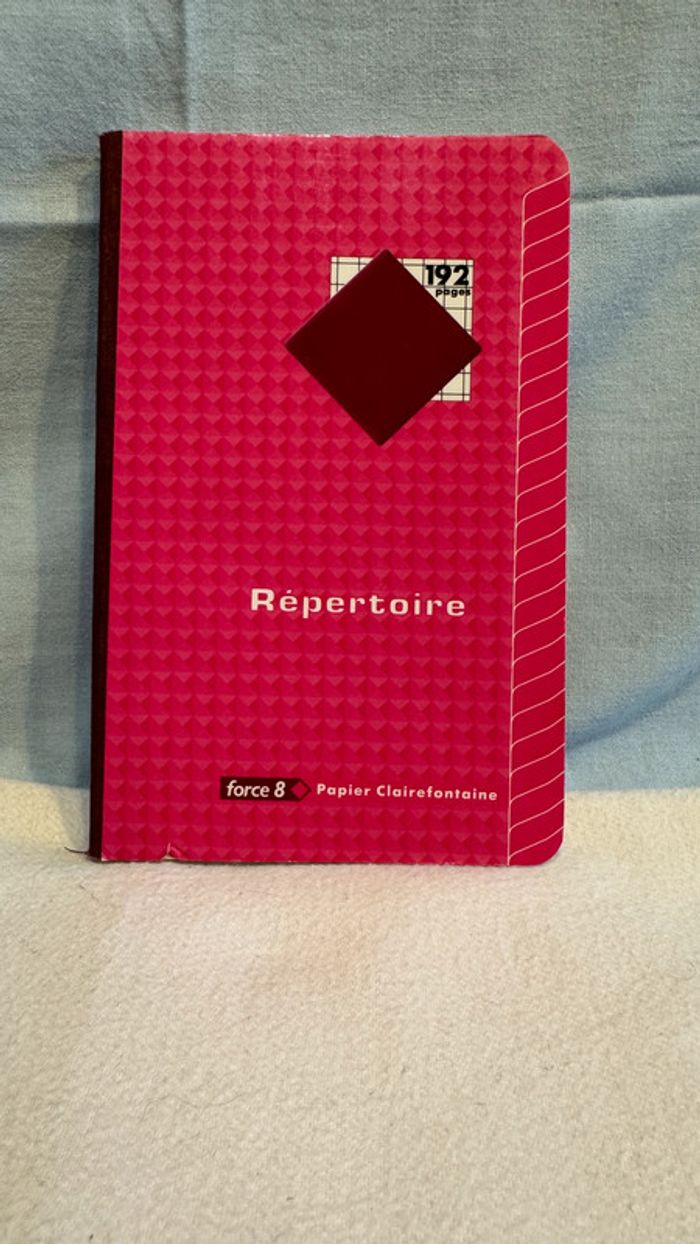 192
pages
Répertoire
force 8 Papier Clairefontaine